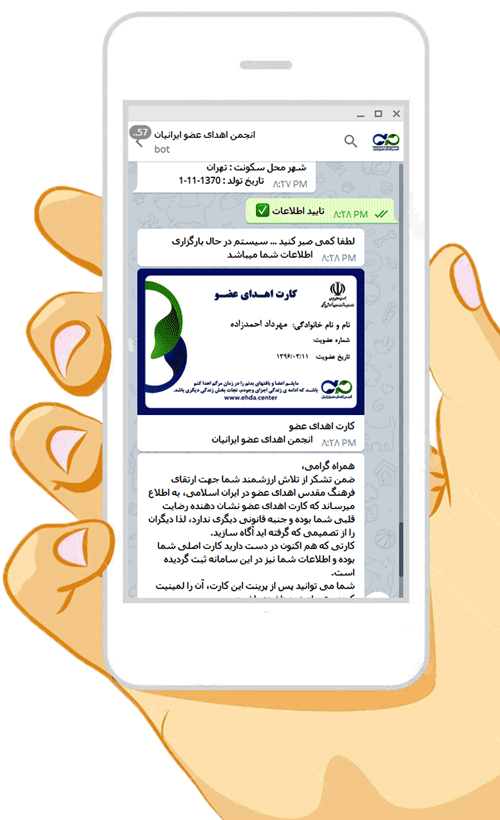 57..
انجمن اهدای عضو ایرانیان
bot
شهر محل سکونت : تهران
تاریخ تولد : 1370-11-1
۸:۲۷ PM
تایید اطلاعات ✅
۸:۲۸ PM
لطفا کمی صبر کنید ... سیستم در حال بارگزاری
اطلاعات شما میباشد
۸:۲۸ PM
کارت اهـدای عضـو
نام و نام خانوادگی: مهرداد احمدزاده
شماره عضویت:
تاریخ عضویت: ۱۳۹۶/۰۳/۱۱
مایلم اعضا و بافتهای بدنم را در زمان مرگم اهدا کنم
باشد که ادامه ی زندگی اجزای وجودم، نجات بخش زندگی دیگری باشد.
www.ehda.center
کارت اهدای عضو
انجمن اهدای عضو ایرانیان
۸:۲۸ PM
همراه گرامی،
ضمن تشکر از تلاش ارزشمند شما جهت ارتقای
فرهنگ مقدس اهدای عضو در ایران اسلامی، به اطلاع
میرساند که کارت اهدای عضو نشان دهنده رضایت
قلبی شما بوده و جنبه قانونی دیگری ندارد، لذا دیگران
را از تصمیمی که گرفته اید آگاه سازید.
کارتی که هم اکنون در دست دارید کارت اصلی شما
بوده و اطلاعات شما نیز در این سامانه ثبت گردیده
است.
شما می توانید پس از پرینت این کارت، آن را لمینیت